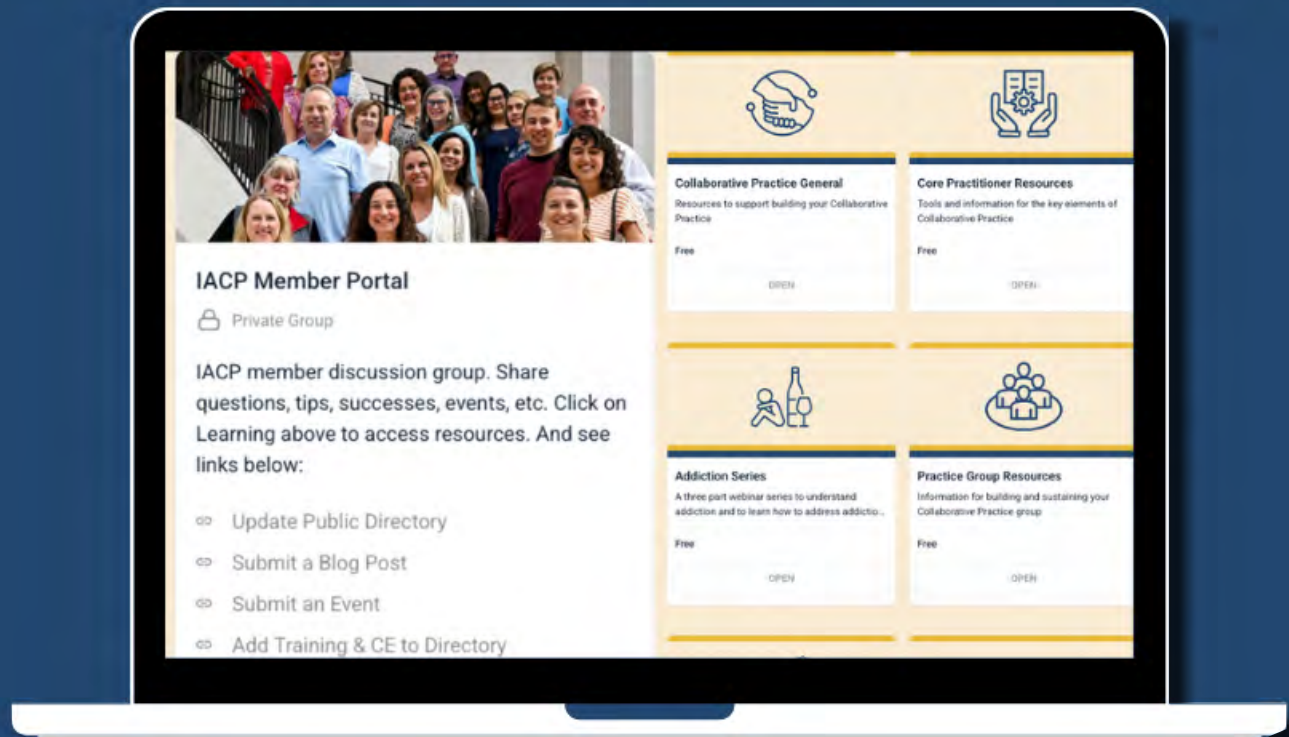 IACP Member Portal
Private Group
IACP member discussion group. Share
questions, tips, successes, events, etc. Click on
Learning above to access resources. And see
links below:
Update Public Directory
Submit a Blog Post
Submit an Event
Add Training & CE to Directory
Collaborative Practice General
Resources to support building your Collaborative
Practice
Free
OPEN
Core Practitioner Resources
Tools and information for the key elements of
Collaborative Practice
Free
OPEN
Addiction Series
A three part webinar series to understand
addiction and to learn how to address addictio...
Free
OPEN
Practice Group Resources
Information for building and sustaining your
Collaborative Practice group
Free
OPEN